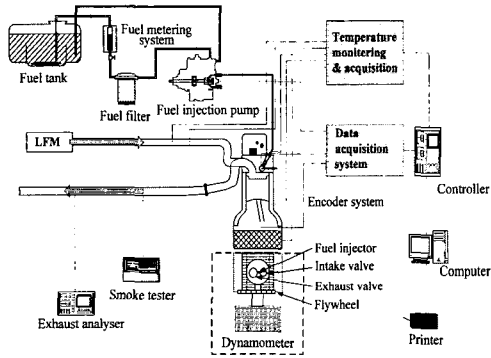 Fuel metering
system
Temperature
monitering
& acquisition
Fuel tank
Fuel filter
Fuel injection pump
LFM
Data
acquisition
system
Controller
Encoder system
Fuel injector
Intake valve
Exhaust valve
Flywheel
Computer
Smoke tester
Exhaust analyser
Dynamometer
Printer